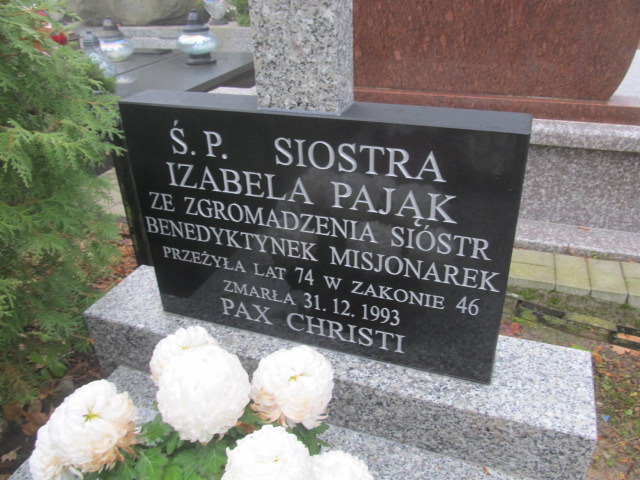 Ś. P. SIOSTRA
IZABELA PAJĄK
ZE ZGROMADZENIA SIÓSTR
BENEDYKTYNEK MISJONAREK
PRZEŻYŁA LAT 74 W ZAKONIE 46
ZMARŁA 31. 12. 1993
PAX CHRISTI